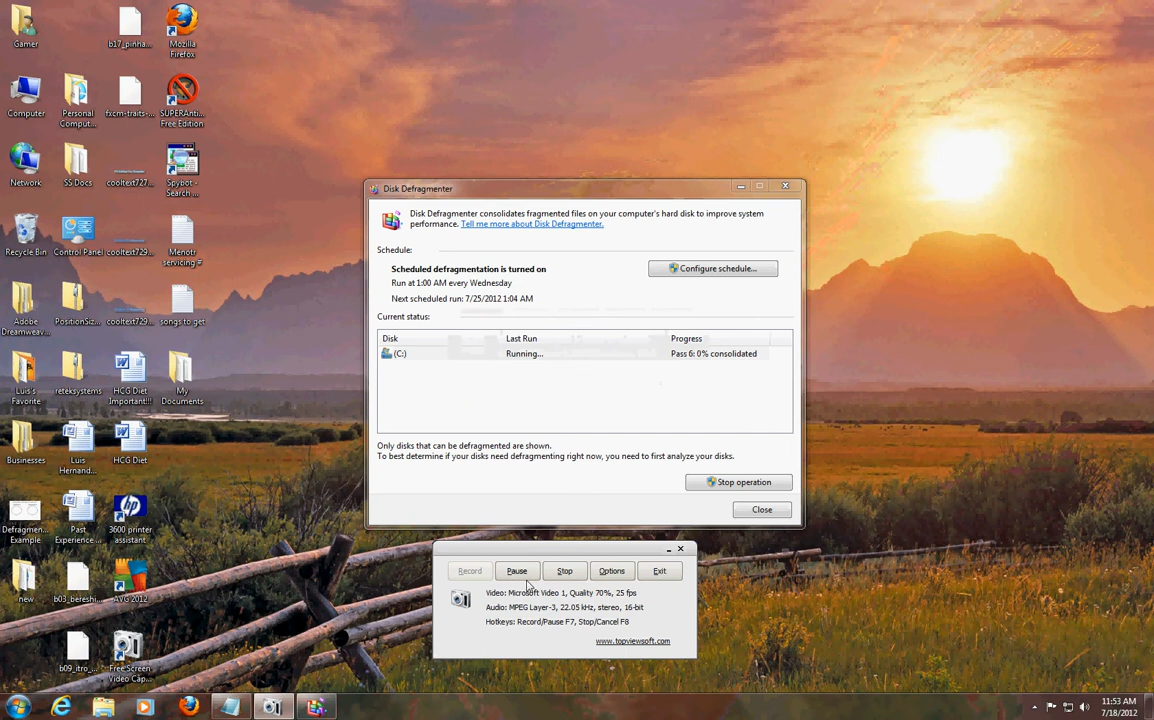 Gamer
b17_pinha...
Mozilla
Firefox
Computer
Personal
Comput...
fxcm-traits-...
SUPERAnti...
Free Edition
Network
SS Docs
cooltext727...
Spybot -
Search ...
Recycle Bin
Control Panel
cooltext729...
Menotr
servicing #
Adobe
Dreamweav...
PositionSiz...
cooltext729...
songs to get
Luis's
Favorite
reteksystems
HCG Diet
Important!!!
My
Documents
Businesses
Luis
Hernand...
HCG Diet
Defragmen...
Example
Past
Experience...
3600 printer
assistant
new
b03_bereshi...
AVG 2012
b09_itro_...
Free Screen
Video Cap...
Disk Defragmenter
Disk Defragmenter consolidates fragmented files on your computer's hard disk to improve system
performance. Tell me more about Disk Defragmenter.
Schedule:
Scheduled defragmentation is turned on
Configure schedule...
Run at 1:00 AM every Wednesday
Next scheduled run: 7/25/2012 1:04 AM
Current status:
Disk Last Run Progress
(C:) Running... Pass 6: 0% consolidated
Only disks that can be defragmented are shown.
To best determine if your disks need defragmenting right now, you need to first analyze your disks.
Stop operation
Close
Record Pause Stop Options Exit
Video: Microsoft Video 1, Quality 70%, 25 fps
Audio: MPEG Layer-3, 22.05 kHz, stereo, 16-bit
Hotkeys: Record/Pause F7, Stop/Cancel F8
www.topviewsoft.com
11:53 AM
7/18/2012